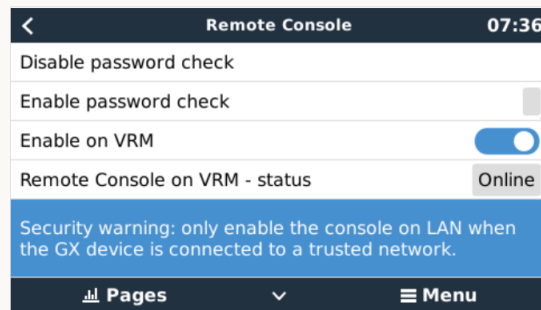 Remote Console
07:36
Disable password check
Enable password check
Enable on VRM
Remote Console on VRM - status
Online
Security warning: only enable the console on LAN when
the GX device is connected to a trusted network.
Pages
Menu